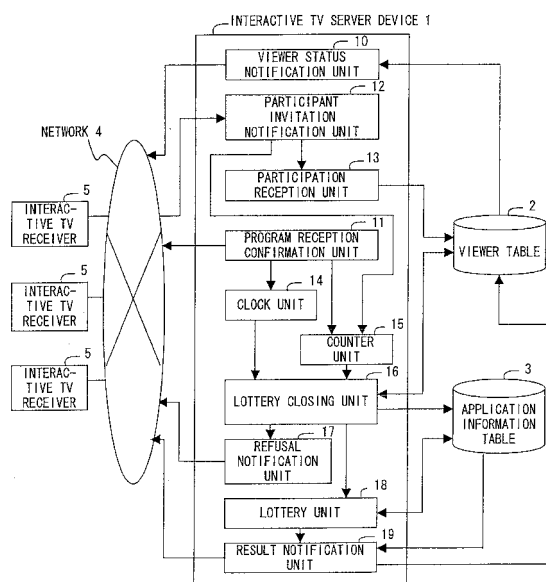 INTERACTIVE TV SERVER DEVICE 1
10
VIEWER STATUS
NOTIFICATION UNIT
12
PARTICIPANT
INVITATION
NOTIFICATION UNIT
NETWORK 4
13
PARTICIPATION
RECEPTION UNIT
5
INTERAC-
TIVE TV
RECEIVER
2
VIEWER TABLE
11
PROGRAM RECEPTION
CONFIRMATION UNIT
5
INTERAC-
TIVE TV
RECEIVER
14
CLOCK UNIT
15
COUNTER
UNIT
5
INTERAC-
TIVE TV
RECEIVER
16
LOTTERY CLOSING UNIT
3
APPLICATION
INFORMATION
TABLE
17
REFUSAL
NOTIFICATION
UNIT
18
LOTTERY UNIT
19
RESULT NOTIFICATION
UNIT